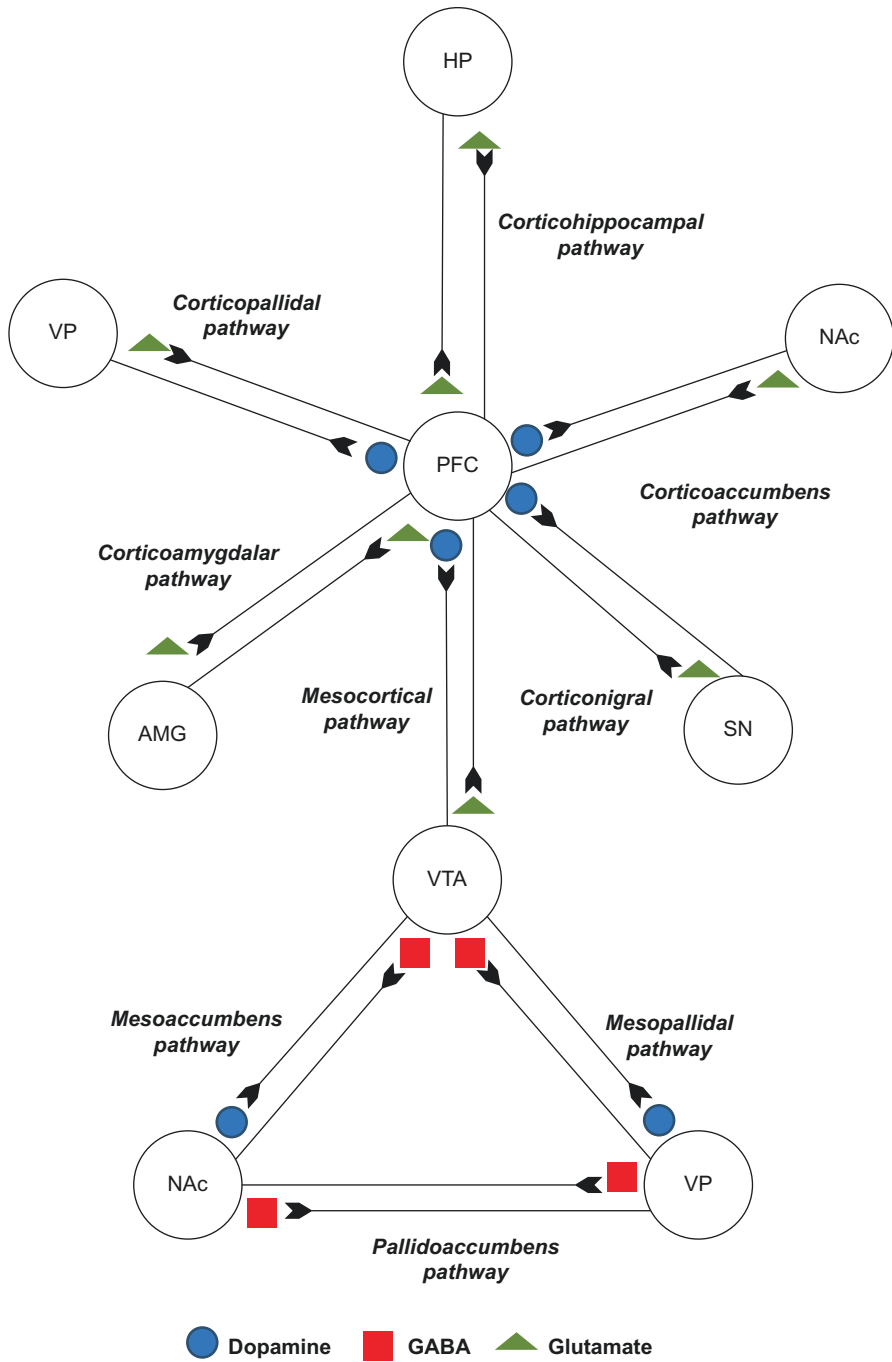 HP
Corticohippocampal
pathway
Corticopallidal
pathway
VP
NAc
PFC
Corticoaccumbens
pathway
Corticoamygdalar
pathway
Mesocortical
pathway
Corticonigral
pathway
AMG
SN
VTA
Mesoaccumbens
pathway
Mesopallidal
pathway
NAc
VP
Pallidoaccumbens
pathway
Dopamine GABA Glutamate